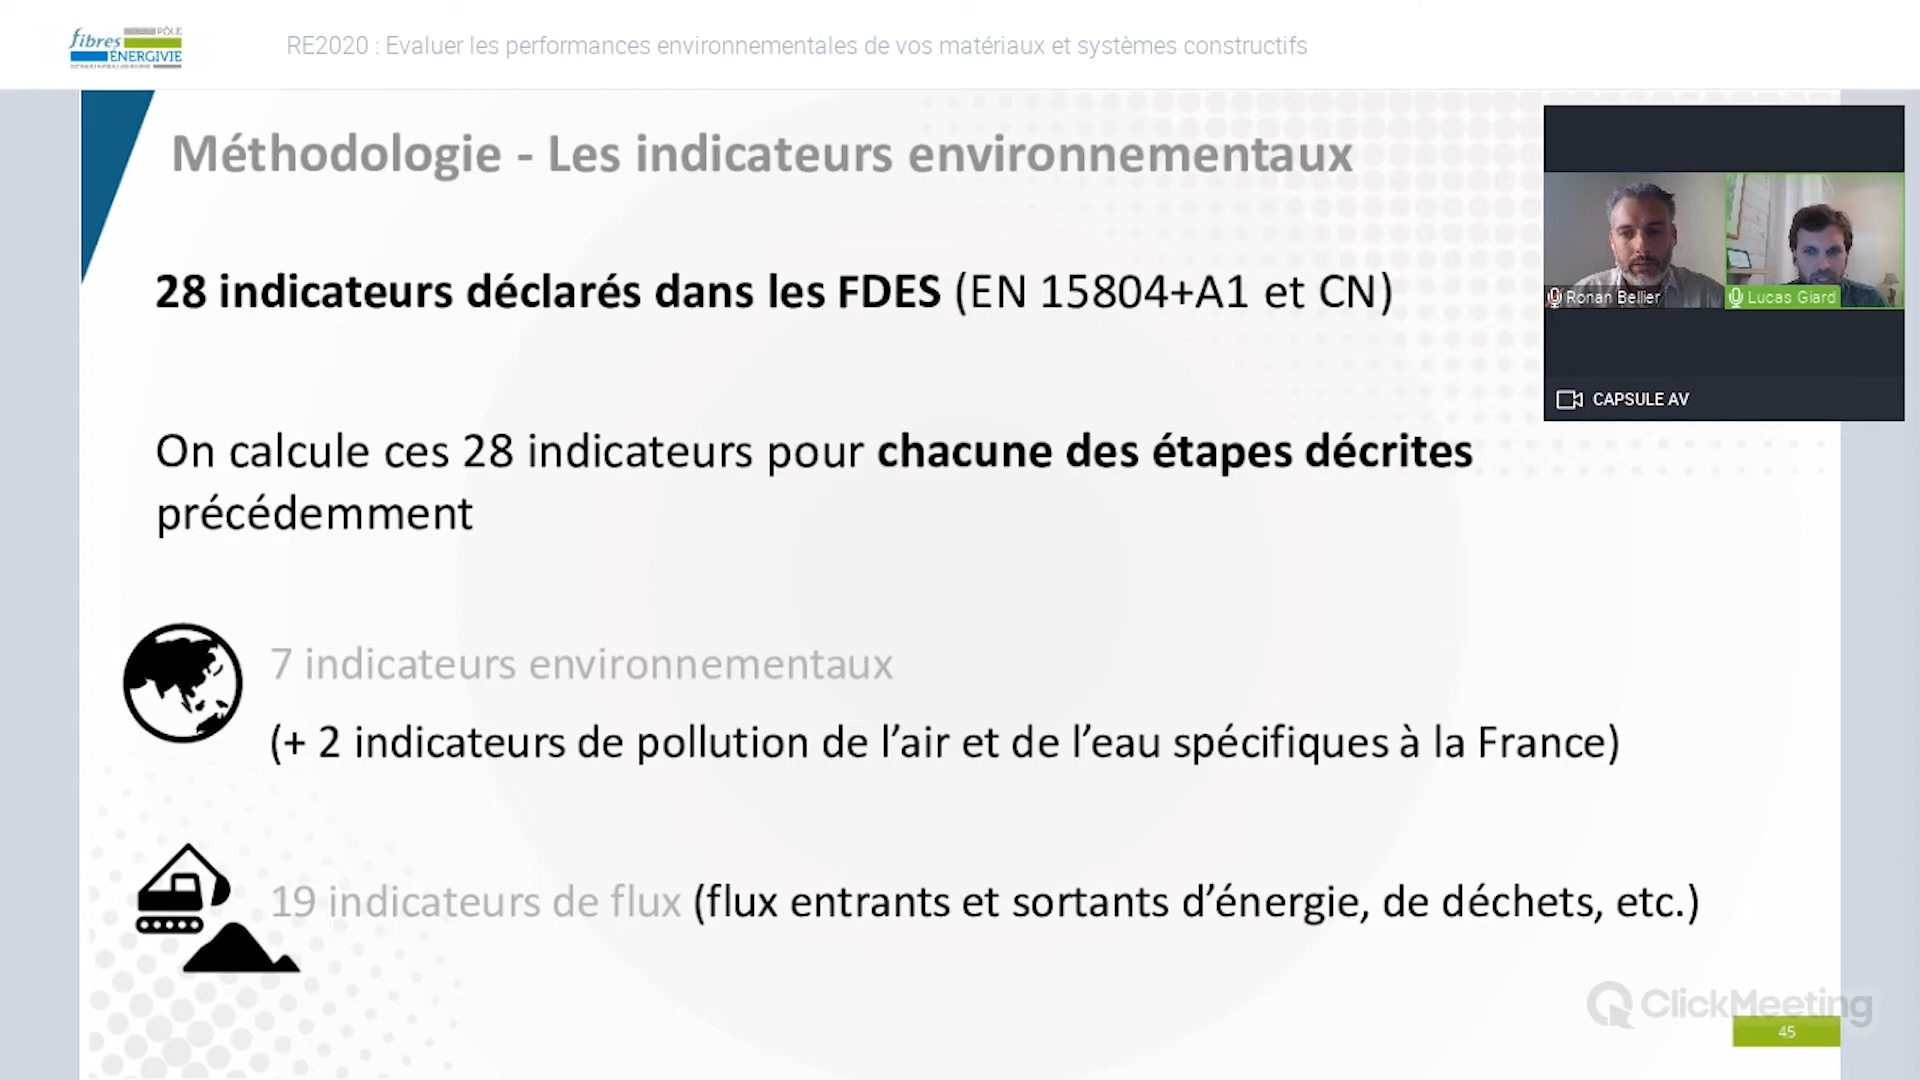 fibres
PÔLE
ÉNERGIVIE
RE2020 : Evaluer les performances environnementales de vos matériaux et systèmes constructifs
Méthodologie - Les indicateurs environnementaux
28 indicateurs déclarés dans les FDES (EN 15804+A1 et CN)
On calcule ces 28 indicateurs pour chacune des étapes décrites
précédemment
7 indicateurs environnementaux
(+ 2 indicateurs de pollution de l’air et de l’eau spécifiques à la France)
19 indicateurs de flux (flux entrants et sortants d’énergie, de déchets, etc.)
Ronan Bellier
Lucas Giard
CAPSULE AV
ClickMeeting
45